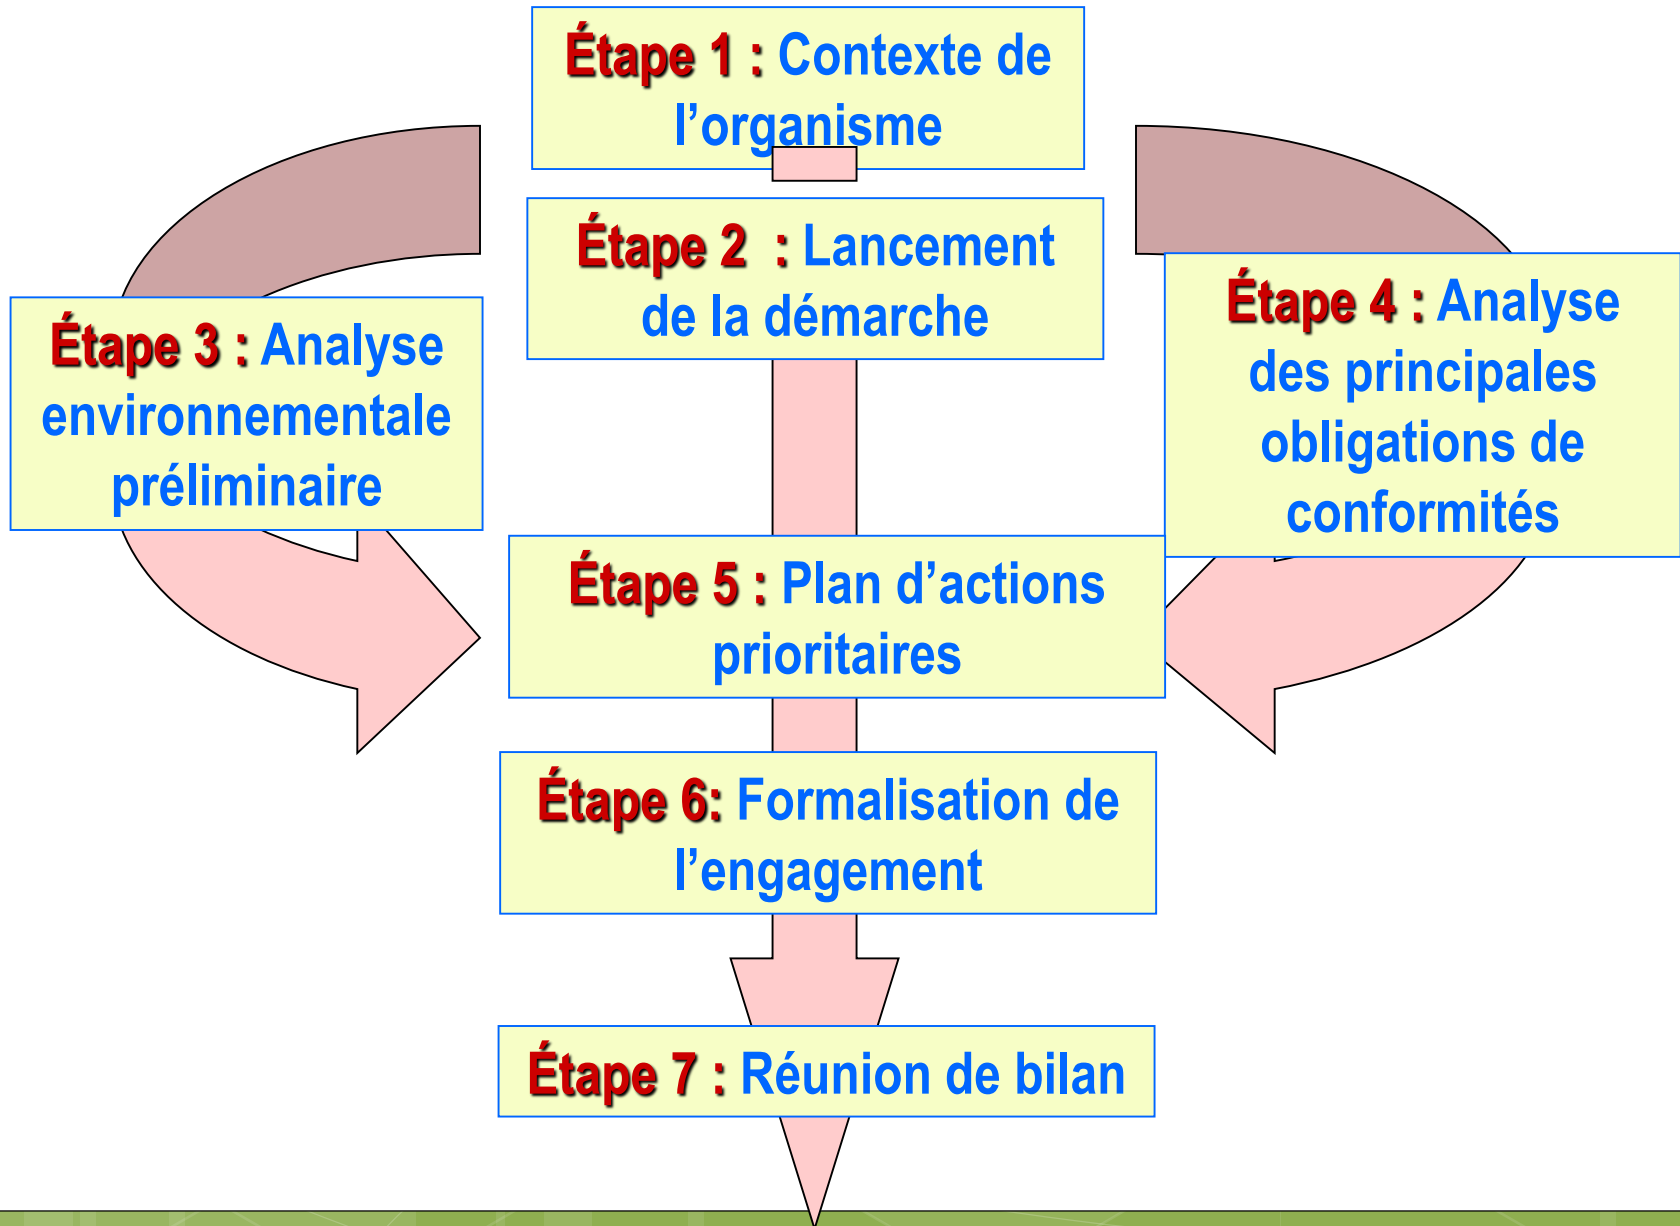 Étape 1 : Contexte de
l’organisme
Étape 2  : Lancement
de la démarche
Étape 3 : Analyse
environnementale
préliminaire
Étape 4 : Analyse
des principales
obligations de
conformités
Étape 5 : Plan d’actions
prioritaires
Étape 6: Formalisation de
l’engagement
Étape 7 : Réunion de bilan